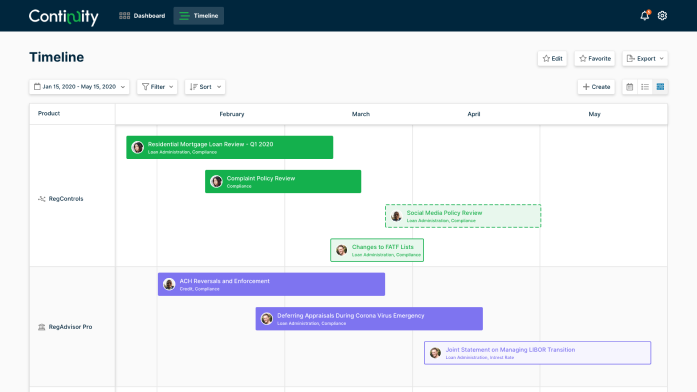 Continuity
Dashboard
Timeline
Timeline
Edit
Favorite
Export
Jan 15, 2020 - May 15, 2020
Filter
Sort
Create
Product
February
March
April
May
Residential Mortgage Loan Review - Q1 2020
Loan Administration, Compliance
Complaint Policy Review
Compliance
RegControls
Social Media Policy Review
Loan Administration, Compliance
Changes to FATF Lists
Loan Administration, Compliance
ACH Reversals and Enforcement
Credit, Compliance
Deferring Appraisals During Corona Virus Emergency
Loan Administration, Compliance
RegAdvisor Pro
Joint Statement on Managing LIBOR Transition
Loan Administration, Interest Rate